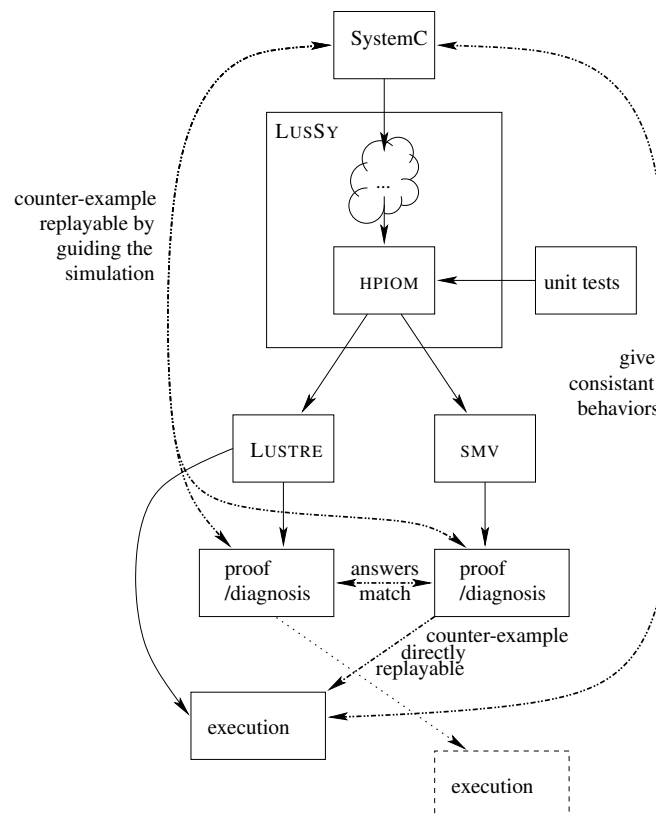 SystemC
LUSSY
...
counter-example
replayable by
guiding the
simulation
HPIOM
unit tests
give
consistant
behaviors
LUSTRE
SMV
proof
/diagnosis
answers
match
proof
/diagnosis
counter-example
directly
replayable
execution
execution